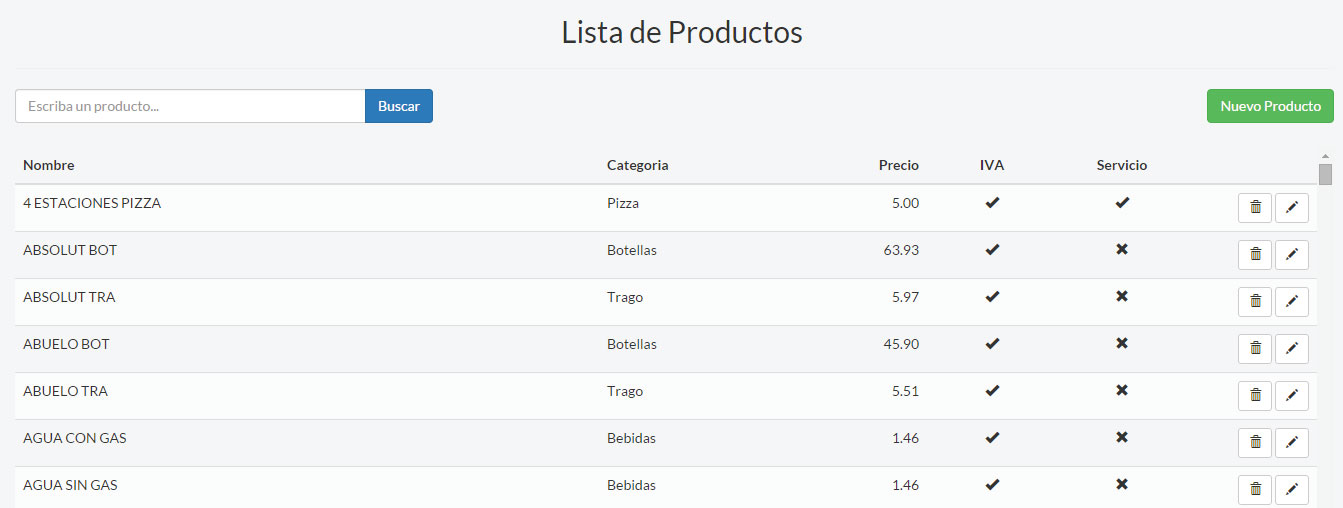 Lista de Productos
Escriba un producto... Buscar Nuevo Producto
Nombre Categoria Precio IVA Servicio
4 ESTACIONES PIZZA Pizza 5.00
ABSOLUT BOT Botellas 63.93
ABSOLUT TRA Trago 5.97
ABUELO BOT Botellas 45.90
ABUELO TRA Trago 5.51
AGUA CON GAS Bebidas 1.46
AGUA SIN GAS Bebidas 1.46